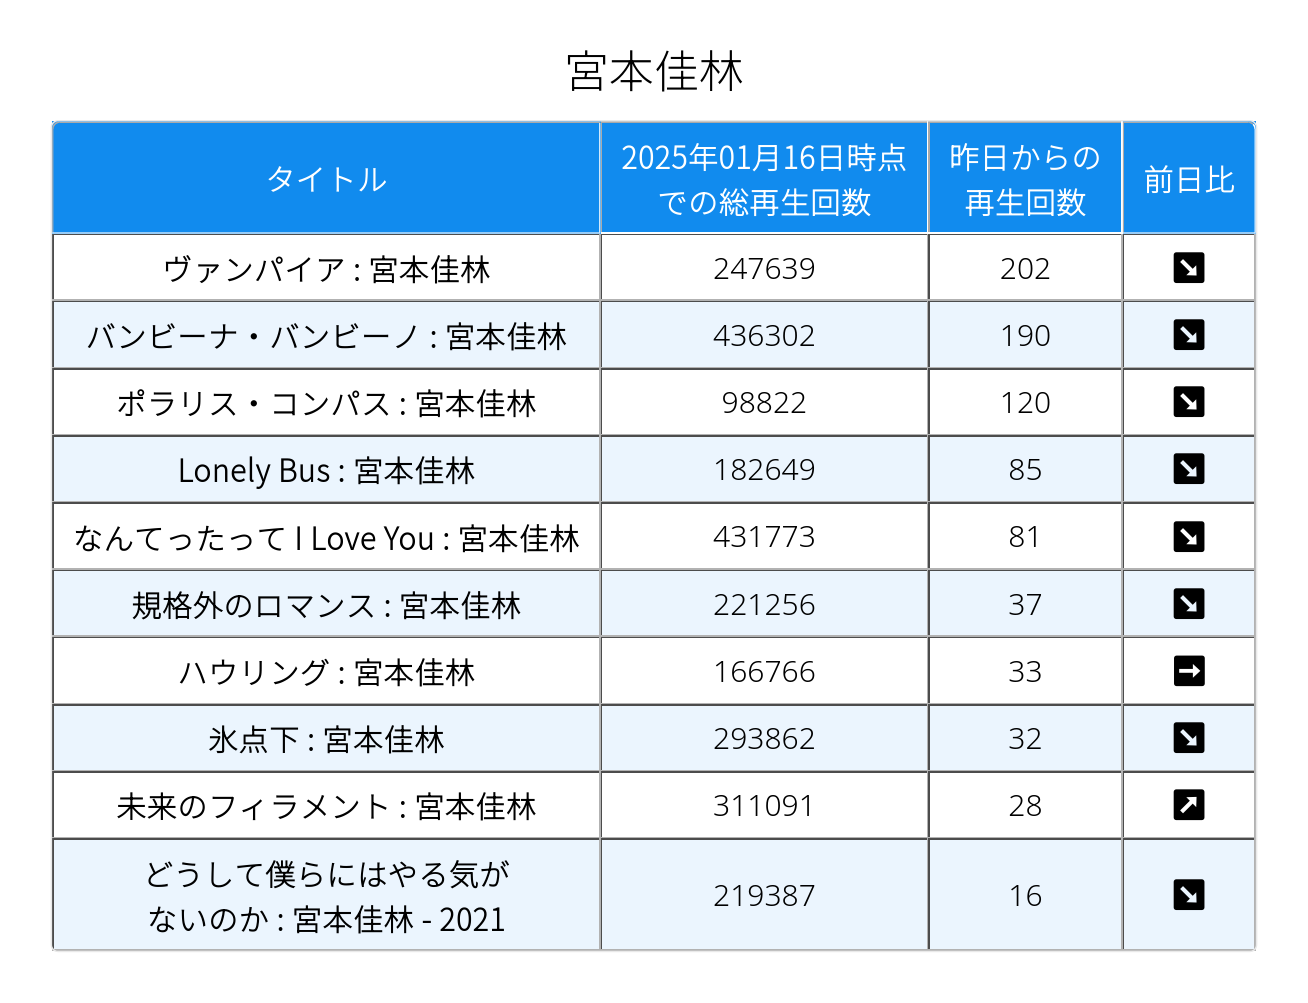 宮本佳林
タイトル
2025年01月16日時点
での総再生回数
昨日からの
再生回数
前日比
ヴァンパイア : 宮本佳林
247639
202
バンビーナ・バンビーノ : 宮本佳林
436302
190
ポラリス・コンパス : 宮本佳林
98822
120
Lonely Bus : 宮本佳林
182649
85
なんてったって I Love You : 宮本佳林
431773
81
規格外のロマンス : 宮本佳林
221256
37
ハウリング : 宮本佳林
166766
33
氷点下 : 宮本佳林
293862
32
未来のフィラメント : 宮本佳林
311091
28
どうして僕らにはやる気が
ないのか : 宮本佳林 - 2021
219387
16